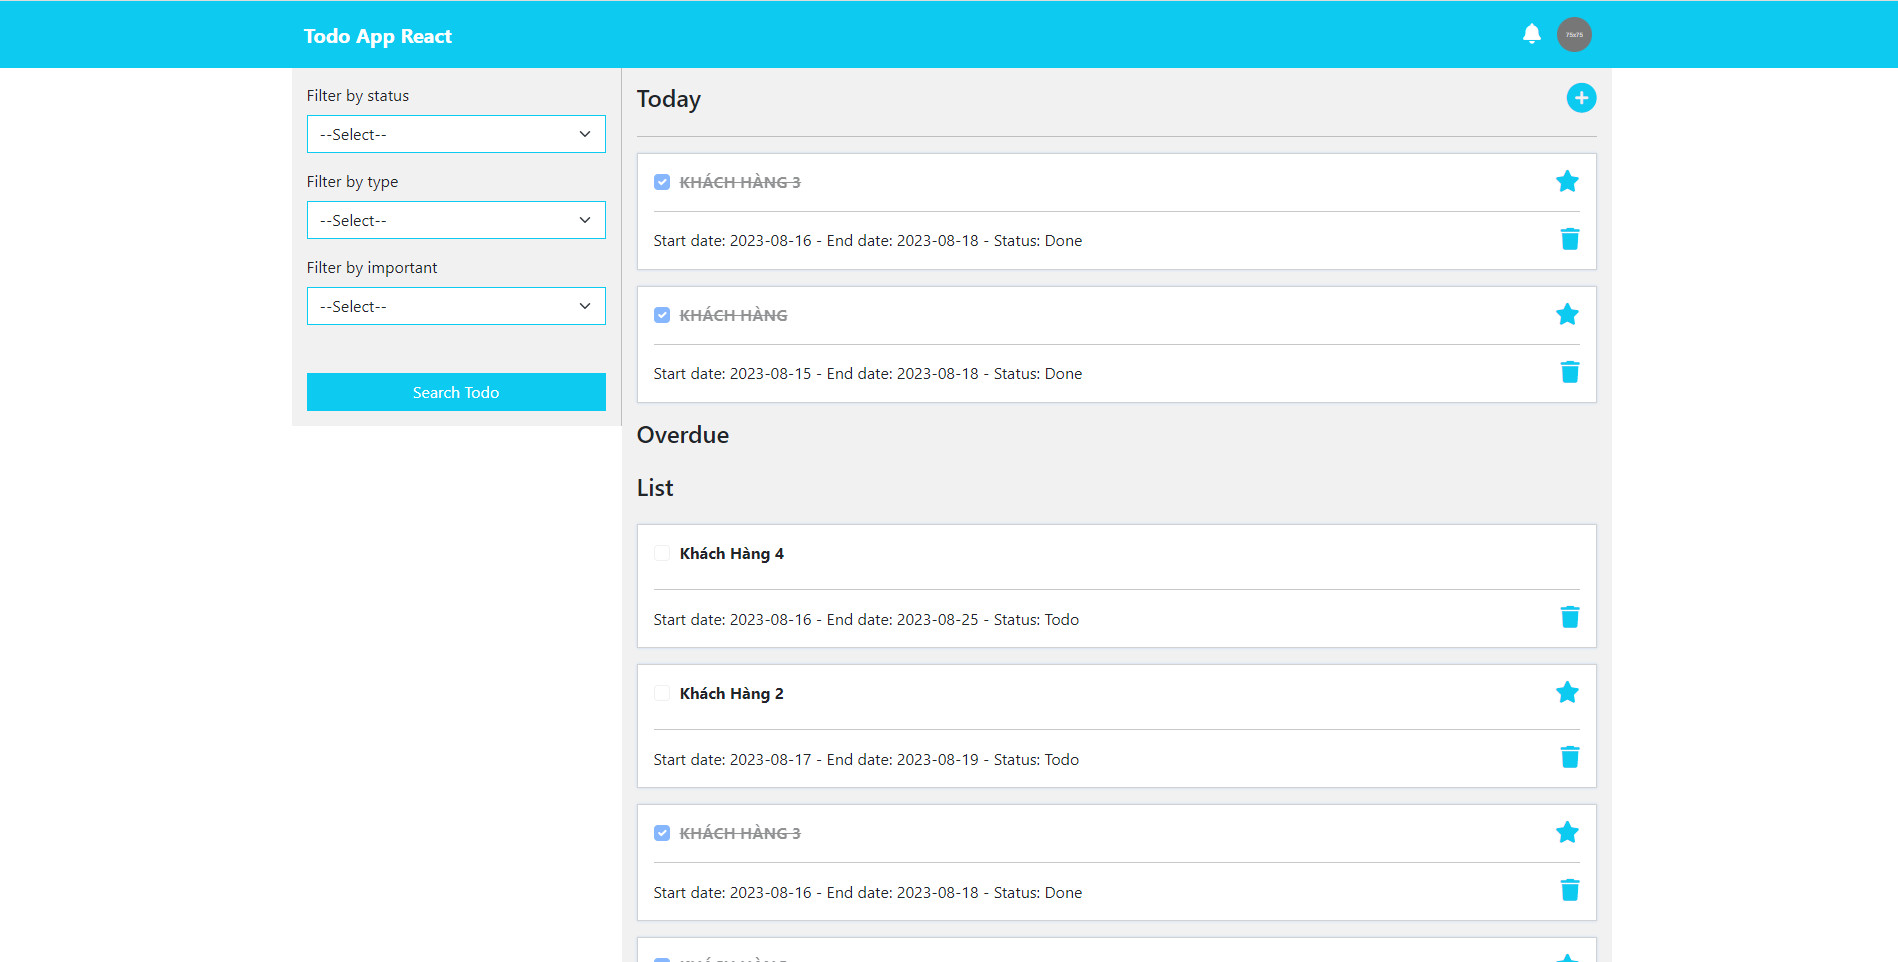 Todo App React
75x75
Filter by status
--Select--
Filter by type
--Select--
Filter by important
--Select--
Search Todo
Today
KHÁCH HÀNG 3
Start date: 2023-08-16 - End date: 2023-08-18 - Status: Done
KHÁCH HÀNG
Start date: 2023-08-15 - End date: 2023-08-18 - Status: Done
Overdue
List
Khách Hàng 4
Start date: 2023-08-16 - End date: 2023-08-25 - Status: Todo
Khách Hàng 2
Start date: 2023-08-17 - End date: 2023-08-19 - Status: Todo
KHÁCH HÀNG 3
Start date: 2023-08-16 - End date: 2023-08-18 - Status: Done